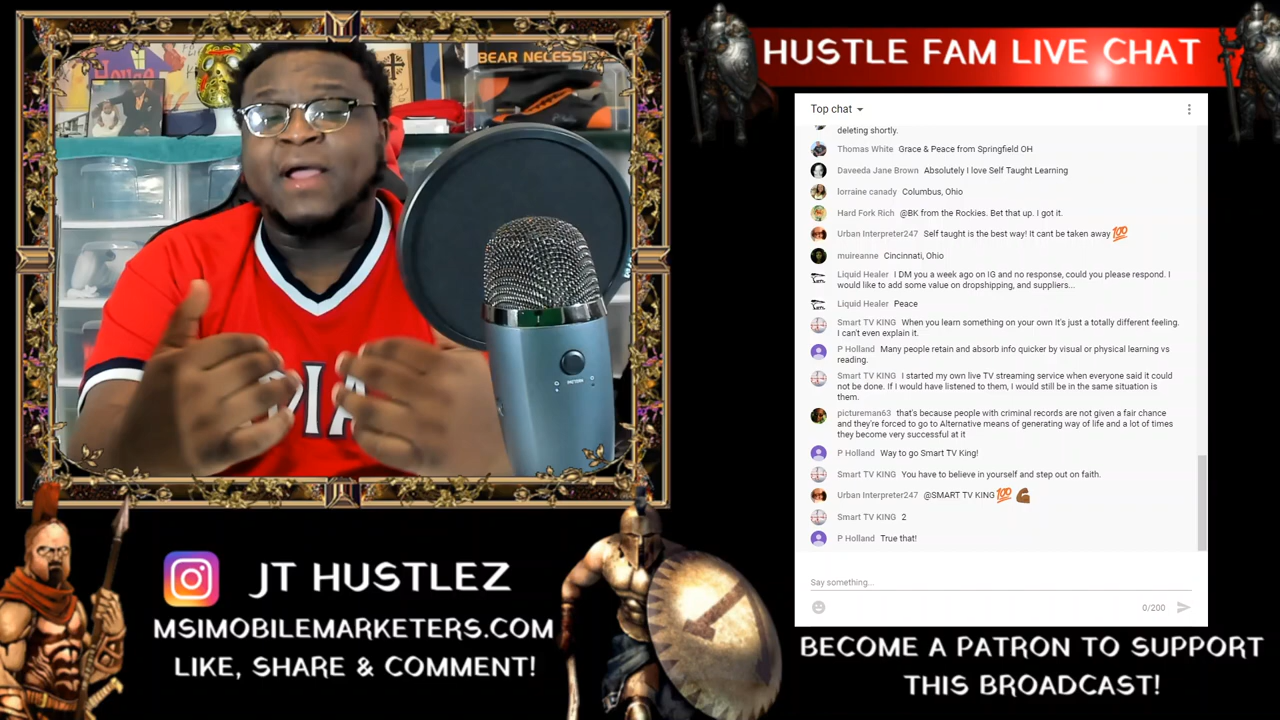 House
BEAR NECESSI
HUSTLE FAM LIVE CHAT
Top chat
deleting shortly.
Thomas White Grace & Peace from Springfield OH
Daveeda Jane Brown Absolutely I love Self Taught Learning
lorraine canady Columbus, Ohio
Hard Fork Rich @BK from the Rockies. Bet that up. I got it.
Urban Interpreter247 Self taught is the best way! It cant be taken away 💯
muireanne Cincinnati, Ohio
Liquid Healer I DM you a week ago on IG and no response, could you please respond. I
would like to add some value on dropshipping, and suppliers...
Liquid Healer Peace
Smart TV KING When you learn something on your own It's just a totally different feeling.
I can't even explain it.
P Holland Many people retain and absorb info quicker by visual or physical learning vs
reading.
Smart TV KING I started my own live TV streaming service when everyone said it could
not be done. If I would have listened to them, I would still be in the same situation is
them.
pictureman63 that's because people with criminal records are not given a fair chance
and they're forced to go to Alternative means of generating way of life and a lot of times
they become very successful at it
P Holland Way to go Smart TV King!
Smart TV KING You have to believe in yourself and step out on faith.
Urban Interpreter247 @SMART TV KING 💯 💪🏾
Smart TV KING 2
P Holland True that!
Say something...
0/200
PATTERN
DIA
JT HUSTLEZ
MSIMOBILEMARKETERS.COM
LIKE, SHARE & COMMENT!
BECOME A PATRON TO SUPPORT
THIS BROADCAST!